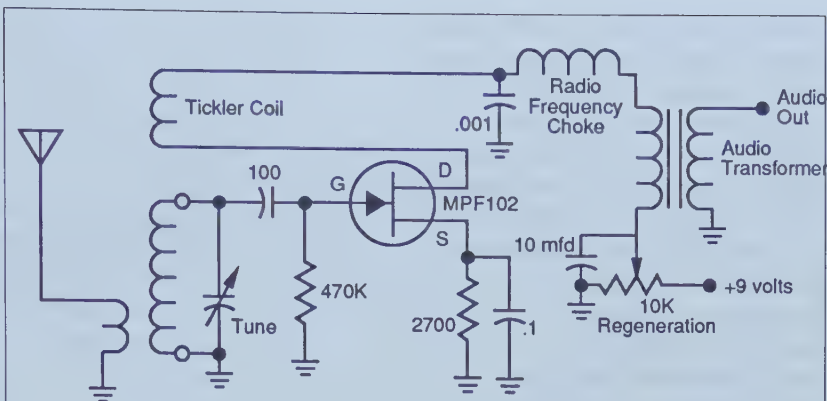 Tickler Coil
.001
Radio
Frequency
Choke
Audio
Out
Audio
Transformer
100
G
D
MPF102
S
470K
Tune
2700
.1
10 mfd
10K
Regeneration
+9 volts